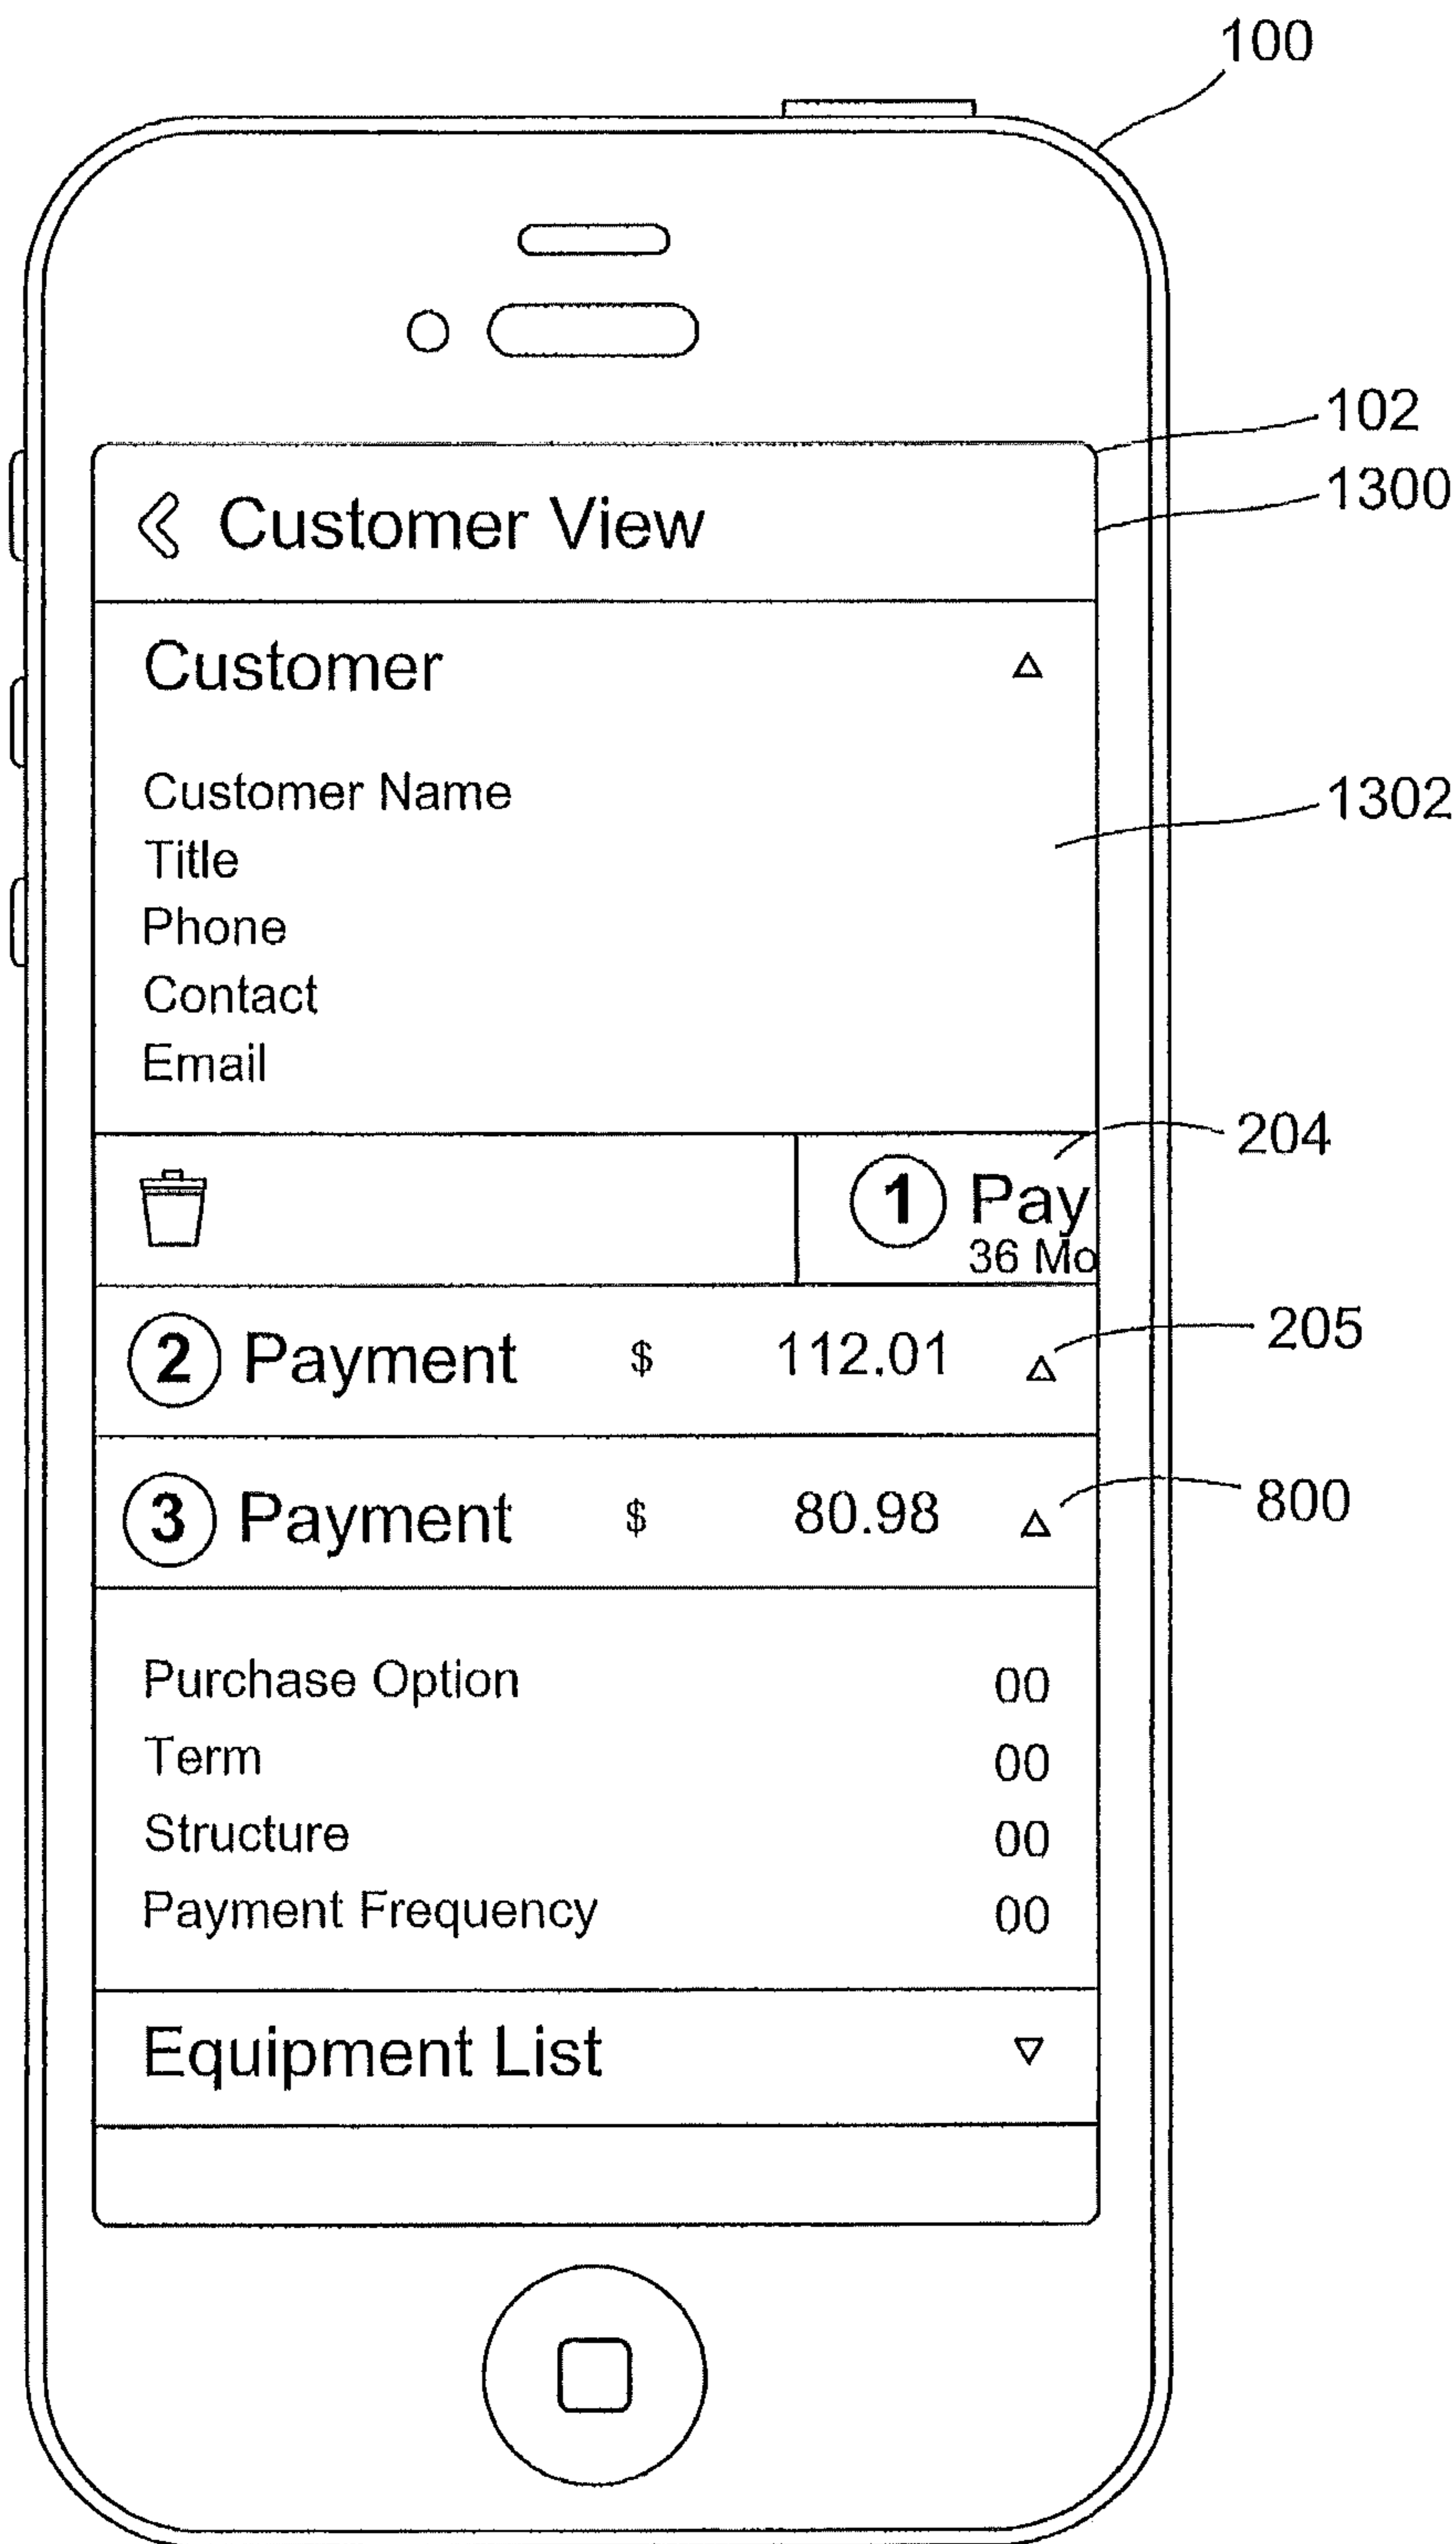 100
102
Customer View
1300
Customer
Customer Name
1302
Title
Phone
Contact
Email
204
1 Pay
36 Mo
2 Payment $ 112.01
205
3 Payment $ 80.98
800
Purchase Option 00
Term 00
Structure 00
Payment Frequency 00
Equipment List